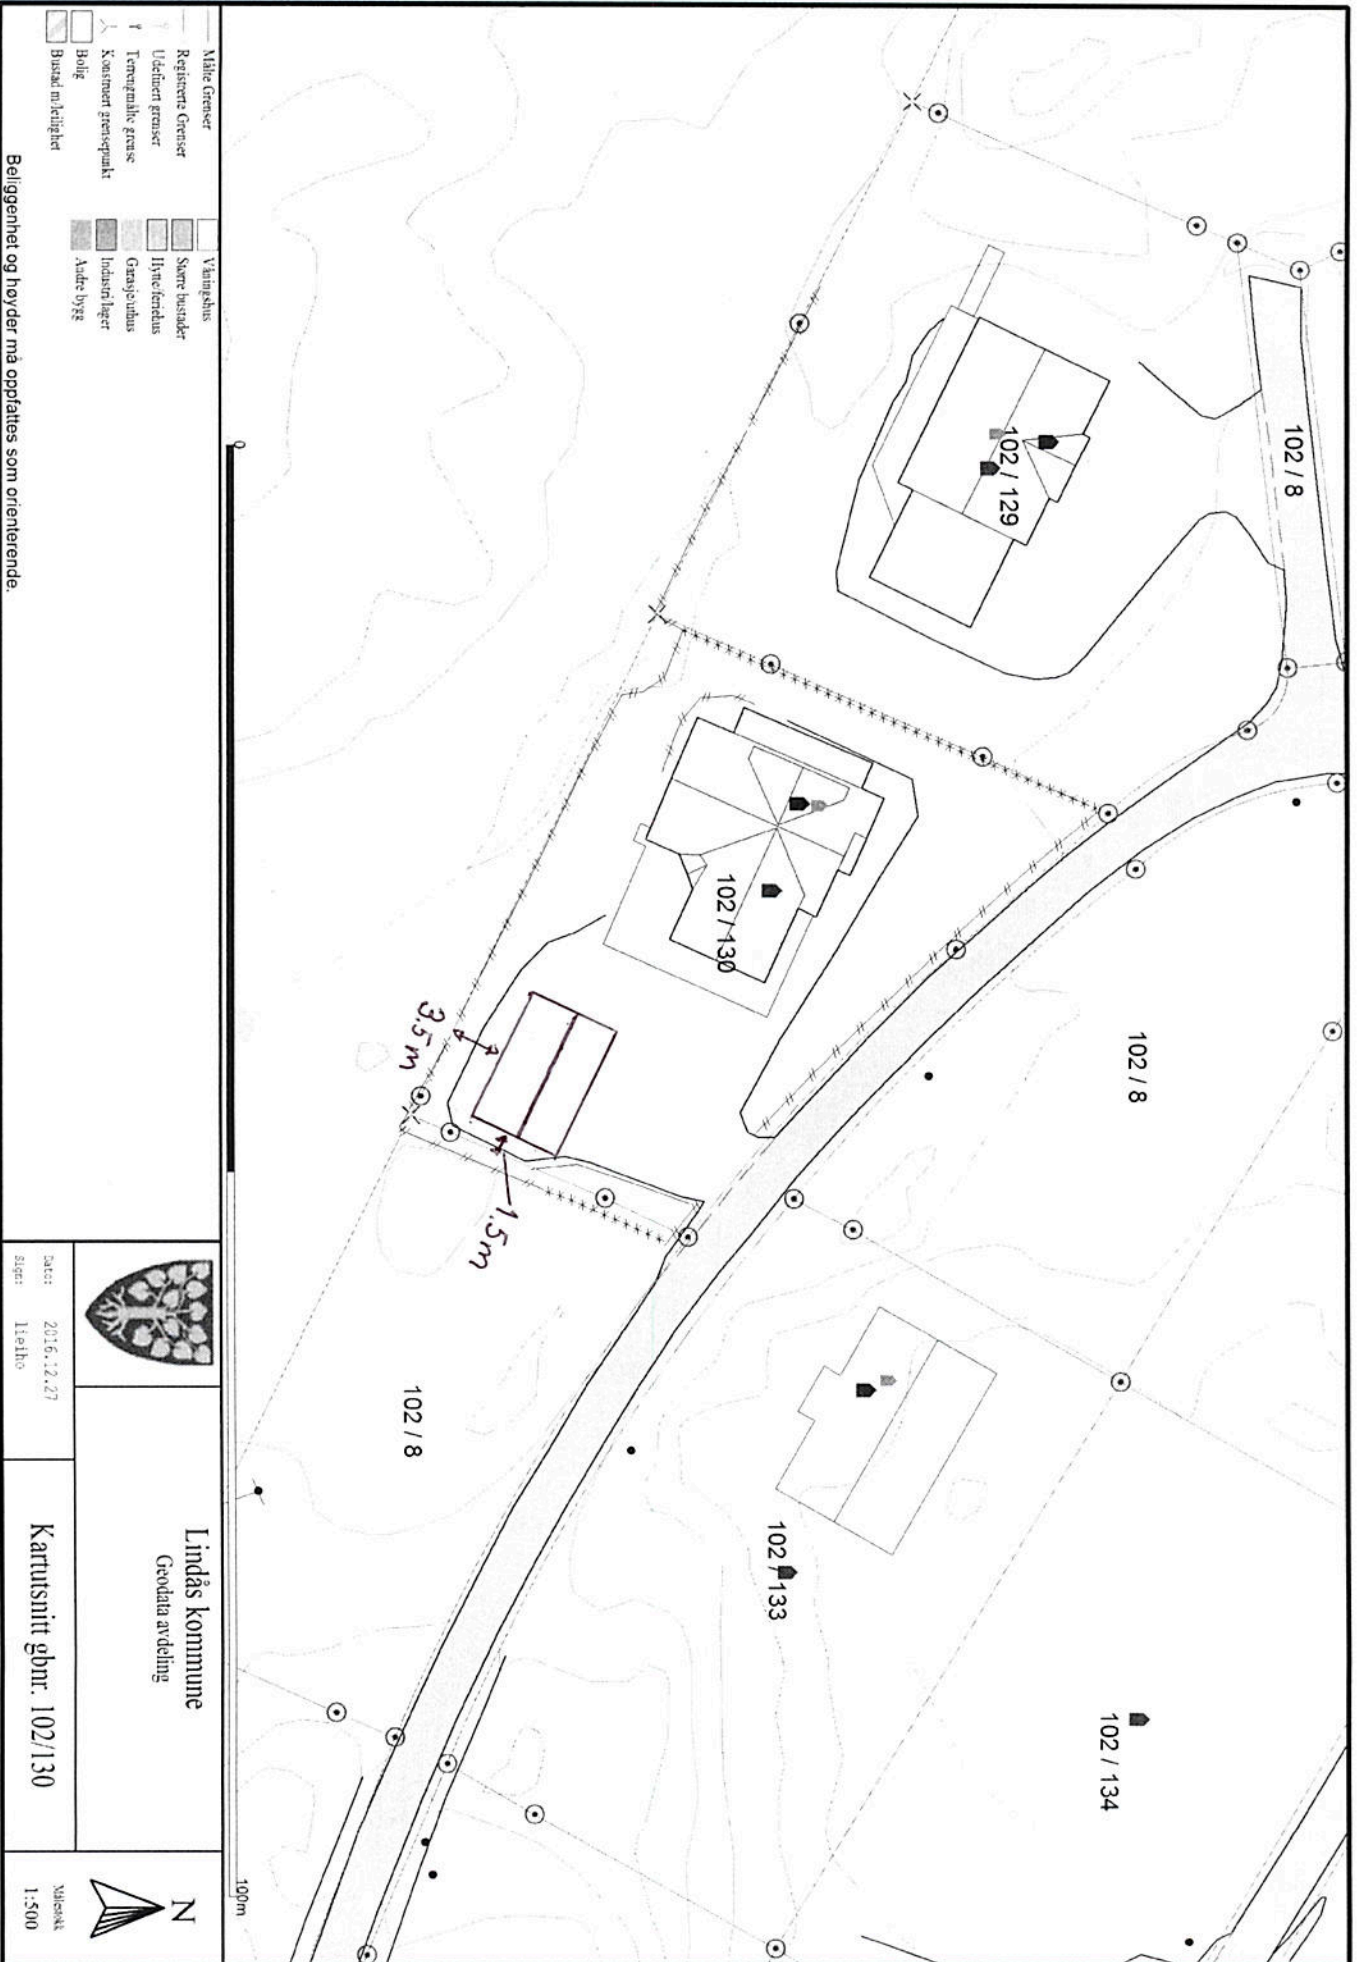 102 / 8
102 / 129
102 / 8
102 / 130
102 / 134
102 / 133
3.5 m
1.5 m
102 / 8
0
100m
Målte Grenser
Registrerte Grenser
Udefinert grenser
Terrengmålte grense
Konstruert grensepunkt
Bolig
Bustad m/leilighet
Våningshus
Større bustader
Hytte/feriehus
Garasje/uthus
Industri/lager
Andre bygg
Beliggenhet og høyder må oppfattes som orienterende.
Lindås kommune
Geodata avdeling
Dato: 2016.12.27
Sign: lieiho
Kartutsnitt gbnr. 102/130
N
Målestokk
1:500